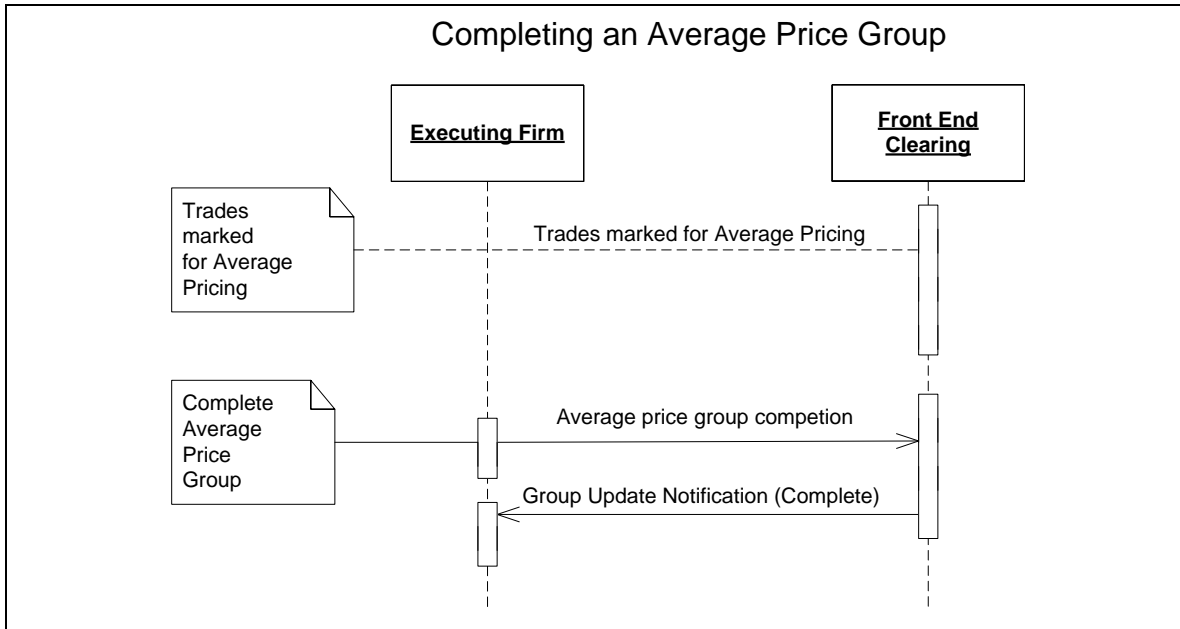 Completing an Average Price Group
Executing Firm
Front End
Clearing
Trades
marked
for Average
Pricing
Trades marked for Average Pricing
Complete
Average
Price
Group
Average price group competion
Group Update Notification (Complete)